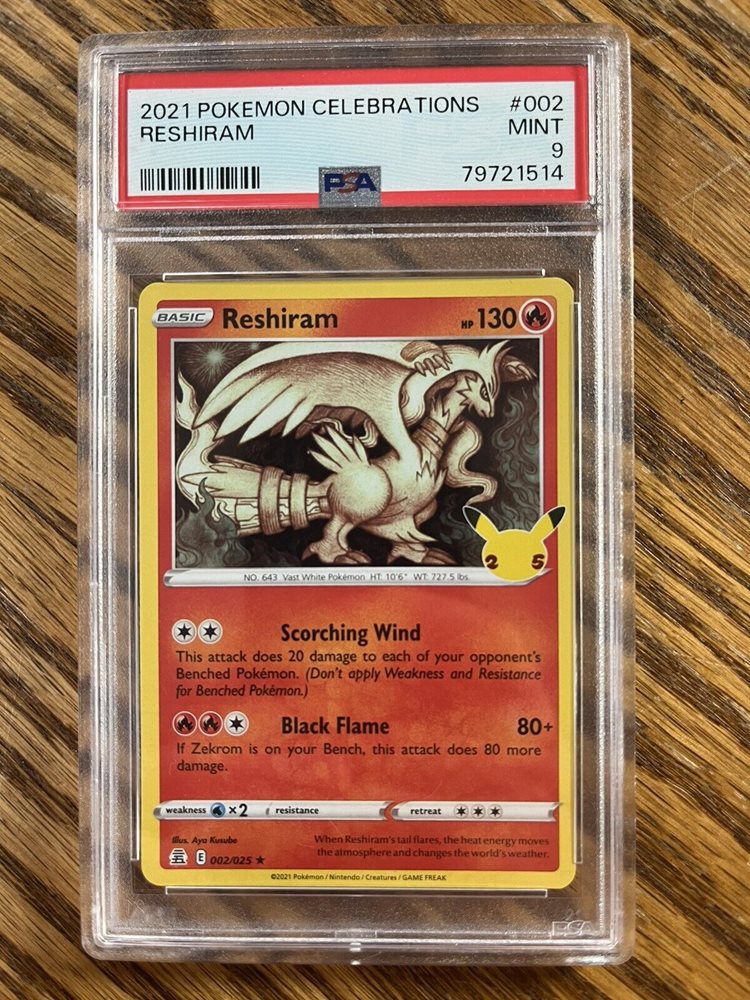 2021 POKEMON CELEBRATIONS #002
RESHIRAM MINT
9
PSA 79721514
BASIC Reshiram HP 130
25
NO. 643 Vast White Pokémon HT: 10'6" WT: 727.5 lbs.
Scorching Wind
This attack does 20 damage to each of your opponent's
Benched Pokémon. (Don't apply Weakness and Resistance
for Benched Pokémon.)
Black Flame 80+
If Zekrom is on your Bench, this attack does 80 more
damage.
weakness ×2 resistance retreat
Illus. Aya Kusube
When Reshiram's tail flares, the heat energy moves
the atmosphere and changes the world's weather.
E 002/025 ★
©2021 Pokémon / Nintendo / Creatures / GAME FREAK
PSA